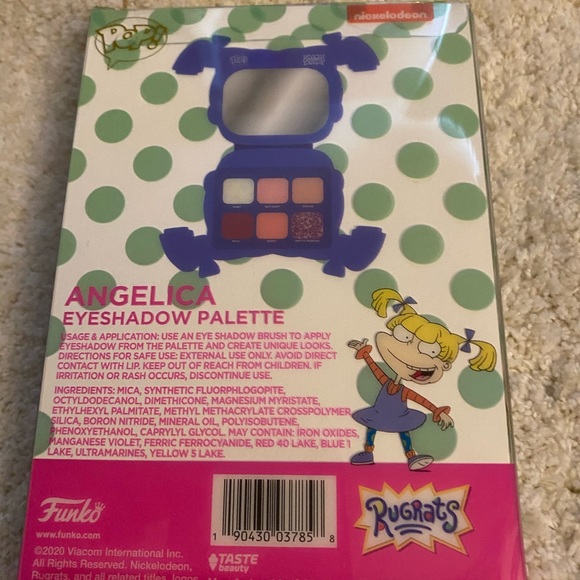 POP!
nickelodeon
ANGELICA
EYESHADOW PALETTE
USAGE & APPLICATION: USE AN EYE SHADOW BRUSH TO APPLY
EYESHADOW FROM THE PALETTE AND CREATE UNIQUE LOOKS.
DIRECTIONS FOR SAFE USE: EXTERNAL USE ONLY. AVOID DIRECT
CONTACT WITH LIP. KEEP OUT OF REACH FROM CHILDREN. IF
IRRITATION OR RASH OCCURS, DISCONTINUE USE.
INGREDIENTS: MICA, SYNTHETIC FLUORPHLOGOPITE,
OCTYLDODECANOL, DIMETHICONE, MAGNESIUM MYRISTATE,
ETHYLHEXYL PALMITATE, METHYL METHACRYLATE CROSSPOLYMER,
SILICA, BORON NITRIDE, MINERAL OIL, POLYISOBUTENE,
PHENOXYETHANOL, CAPRYLYL GLYCOL. MAY CONTAIN: IRON OXIDES,
MANGANESE VIOLET, FERRIC FERROCYANIDE, RED 40 LAKE, BLUE 1
LAKE, ULTRAMARINES, YELLOW 5 LAKE.
Funko
www.funko.com
1 90430 03785 8
RUGRATS
©2020 Viacom International Inc.
All Rights Reserved. Nickelodeon,
Rugrats, and all related titles, logos
TASTE
beauty